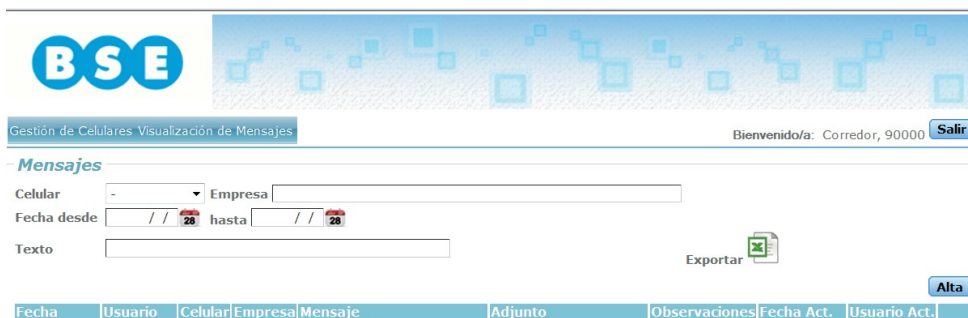 BSE
Gestión de Celulares Visualización de Mensajes
Bienvenido/a: Corredor, 90000 Salir
Mensajes
Celular - Empresa
Fecha desde / / 28 hasta / / 28
Texto
Exportar
Alta
Fecha Usuario Celular Empresa Mensaje Adjunto Observaciones Fecha Act. Usuario Act.